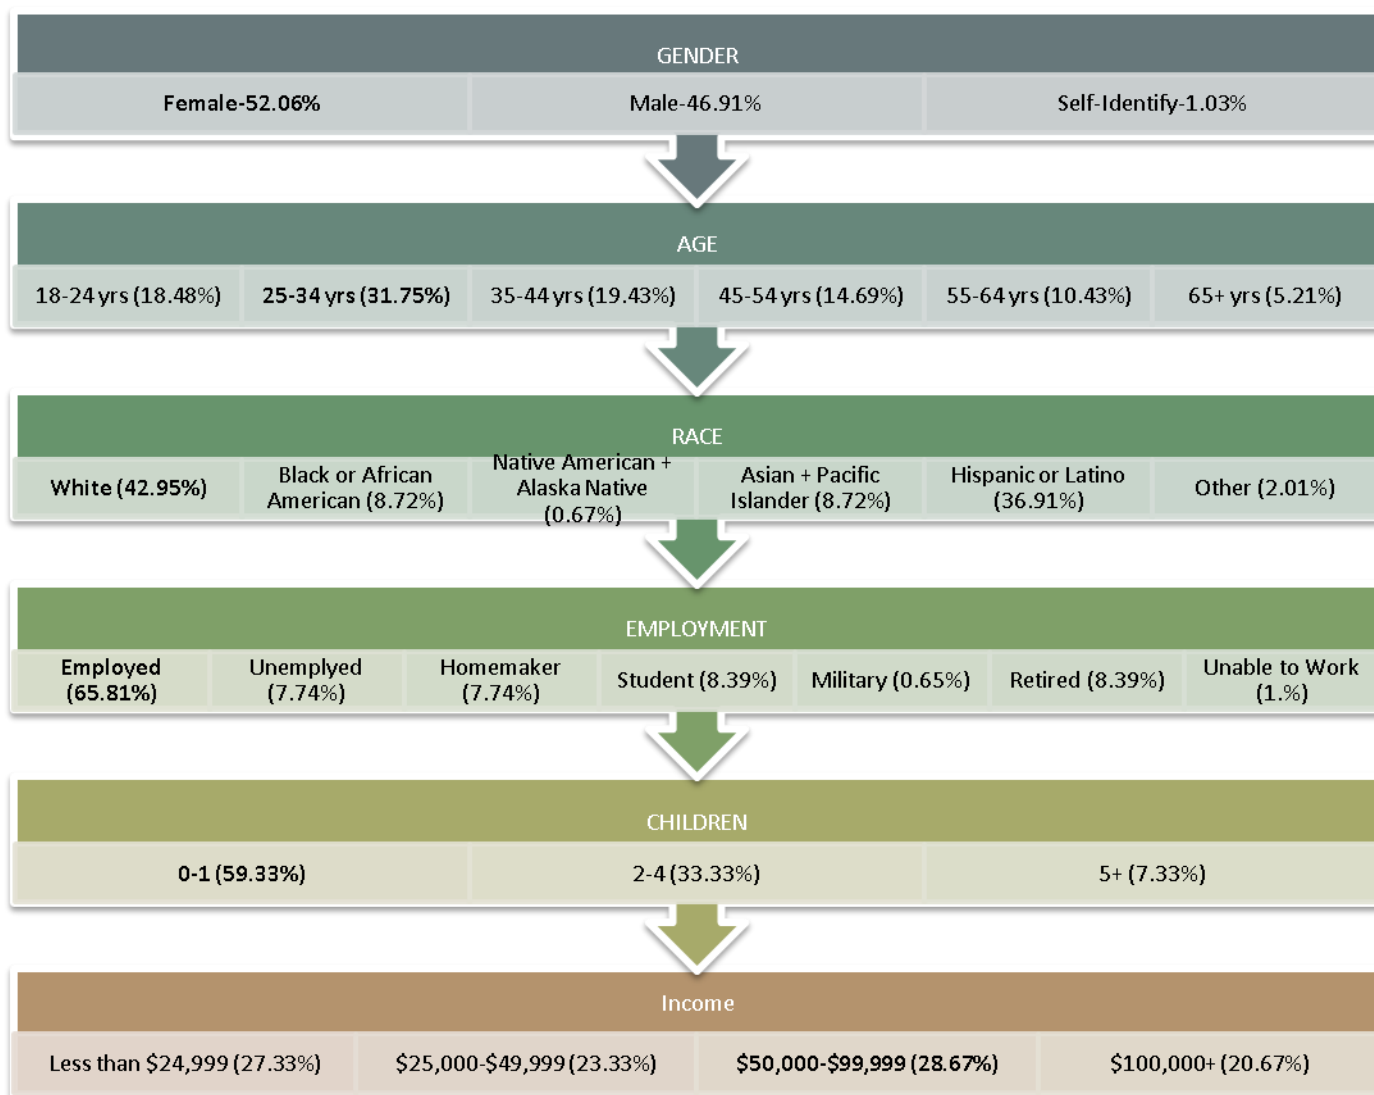 GENDER
Female-52.06%
Male-46.91%
Self-Identify-1.03%
AGE
18-24 yrs (18.48%)
25-34 yrs (31.75%)
35-44 yrs (19.43%)
45-54 yrs (14.69%)
55-64 yrs (10.43%)
65+ yrs (5.21%)
RACE
White (42.95%)
Black or African
American (8.72%)
Native American +
Alaska Native
(0.67%)
Asian + Pacific
Islander (8.72%)
Hispanic or Latino
(36.91%)
Other (2.01%)
EMPLOYMENT
Employed
(65.81%)
Unemplyed
(7.74%)
Homemaker
(7.74%)
Student (8.39%)
Military (0.65%)
Retired (8.39%)
Unable to Work
(1.%)
CHILDREN
0-1 (59.33%)
2-4 (33.33%)
5+ (7.33%)
Income
Less than $24,999 (27.33%)
$25,000-$49,999 (23.33%)
$50,000-$99,999 (28.67%)
$100,000+ (20.67%)